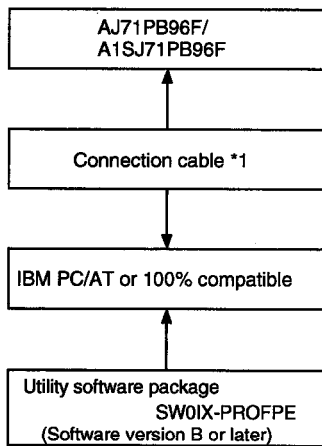 AJ71PB96F/
A1SJ71PB96F
Connection cable *1
IBM PC/AT or 100% compatible
Utility software package
SW0IX-PROFPE
(Software version B or later)